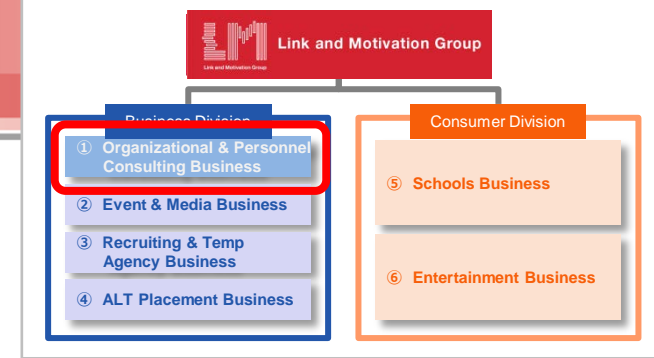 LM
Link and Motivation Group
Link and Motivation Group
Business Division
① Organizational & Personnel
Consulting Business
② Event & Media Business
③ Recruiting & Temp
Agency Business
④ ALT Placement Business
Consumer Division
⑤ Schools Business
⑥ Entertainment Business